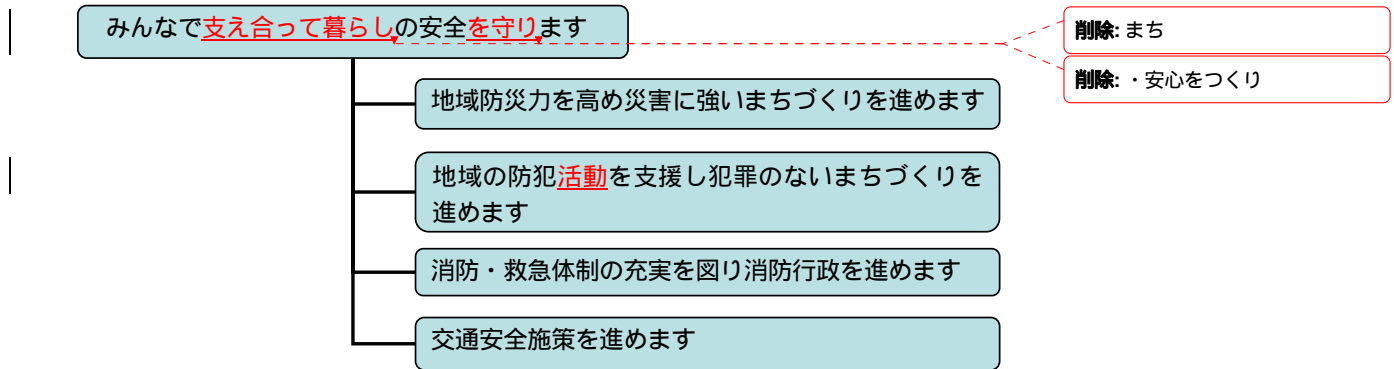 みんなで支え合って暮らしの安全を守ります
削除: まち
削除: ・安心をつくり
地域防災力を高め災害に強いまちづくりを進めます
地域の防犯活動を支援し犯罪のないまちづくりを
進めます
消防・救急体制の充実を図り消防行政を進めます
交通安全施策を進めます